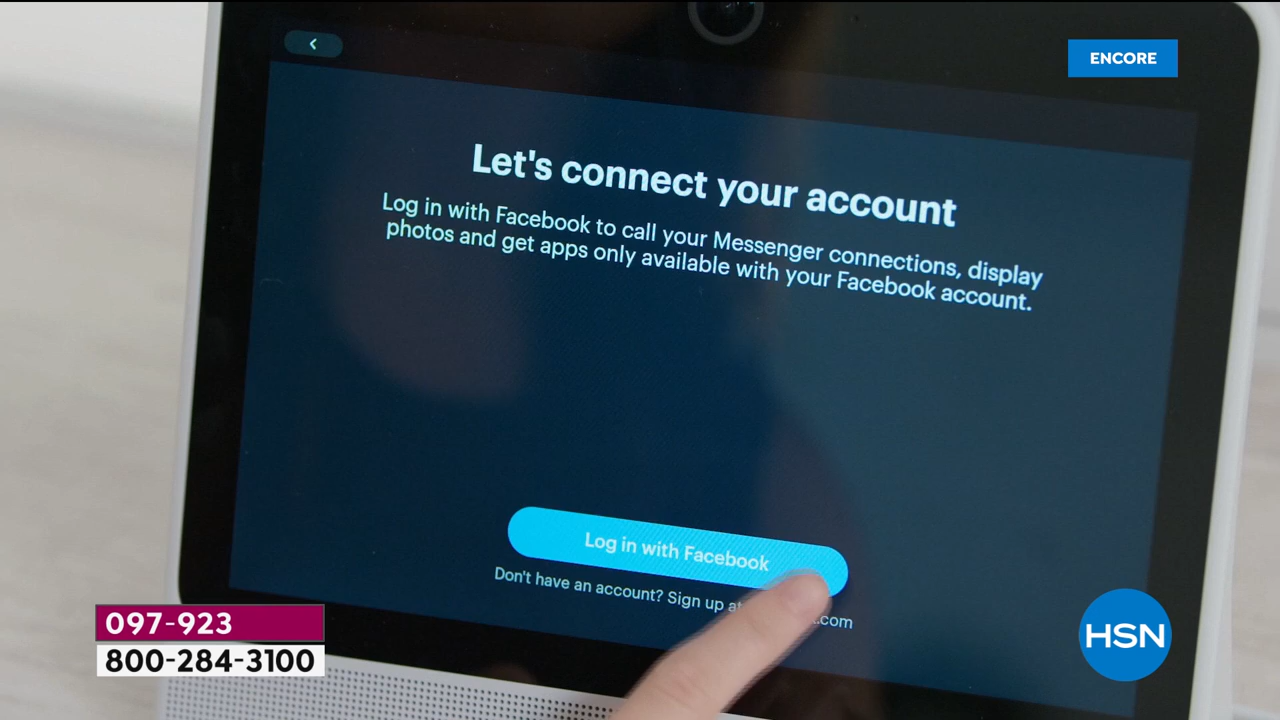 ENCORE
Let's connect your account
Log in with Facebook to call your Messenger connections, display
photos and get apps only available with your Facebook account.
Log in with Facebook
Don't have an account? Sign up at .com
097-923
800-284-3100
HSN